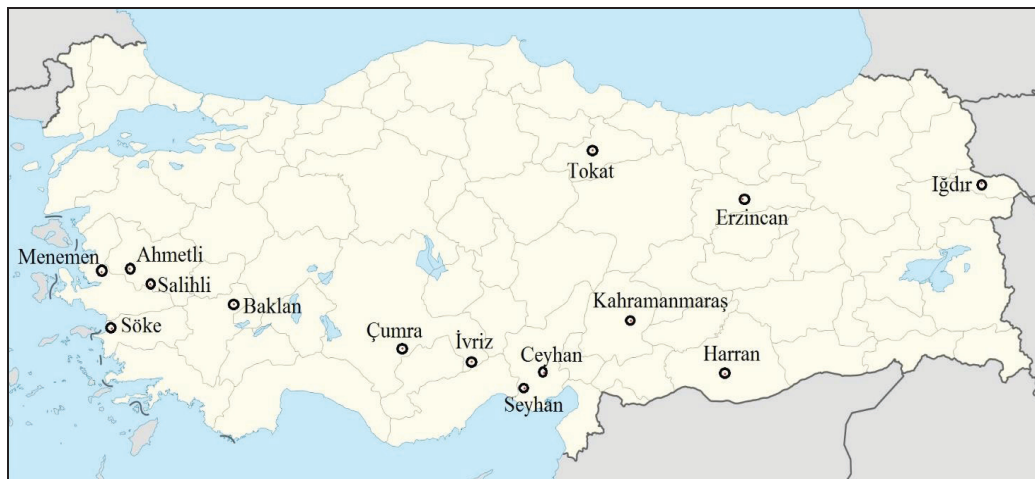 Tokat
Iğdır
Erzincan
Menemen
Ahmetli
Salihli
Baklan
Kahramanmaraş
Söke
Çumra
İvriz
Ceyhan
Harran
Seyhan